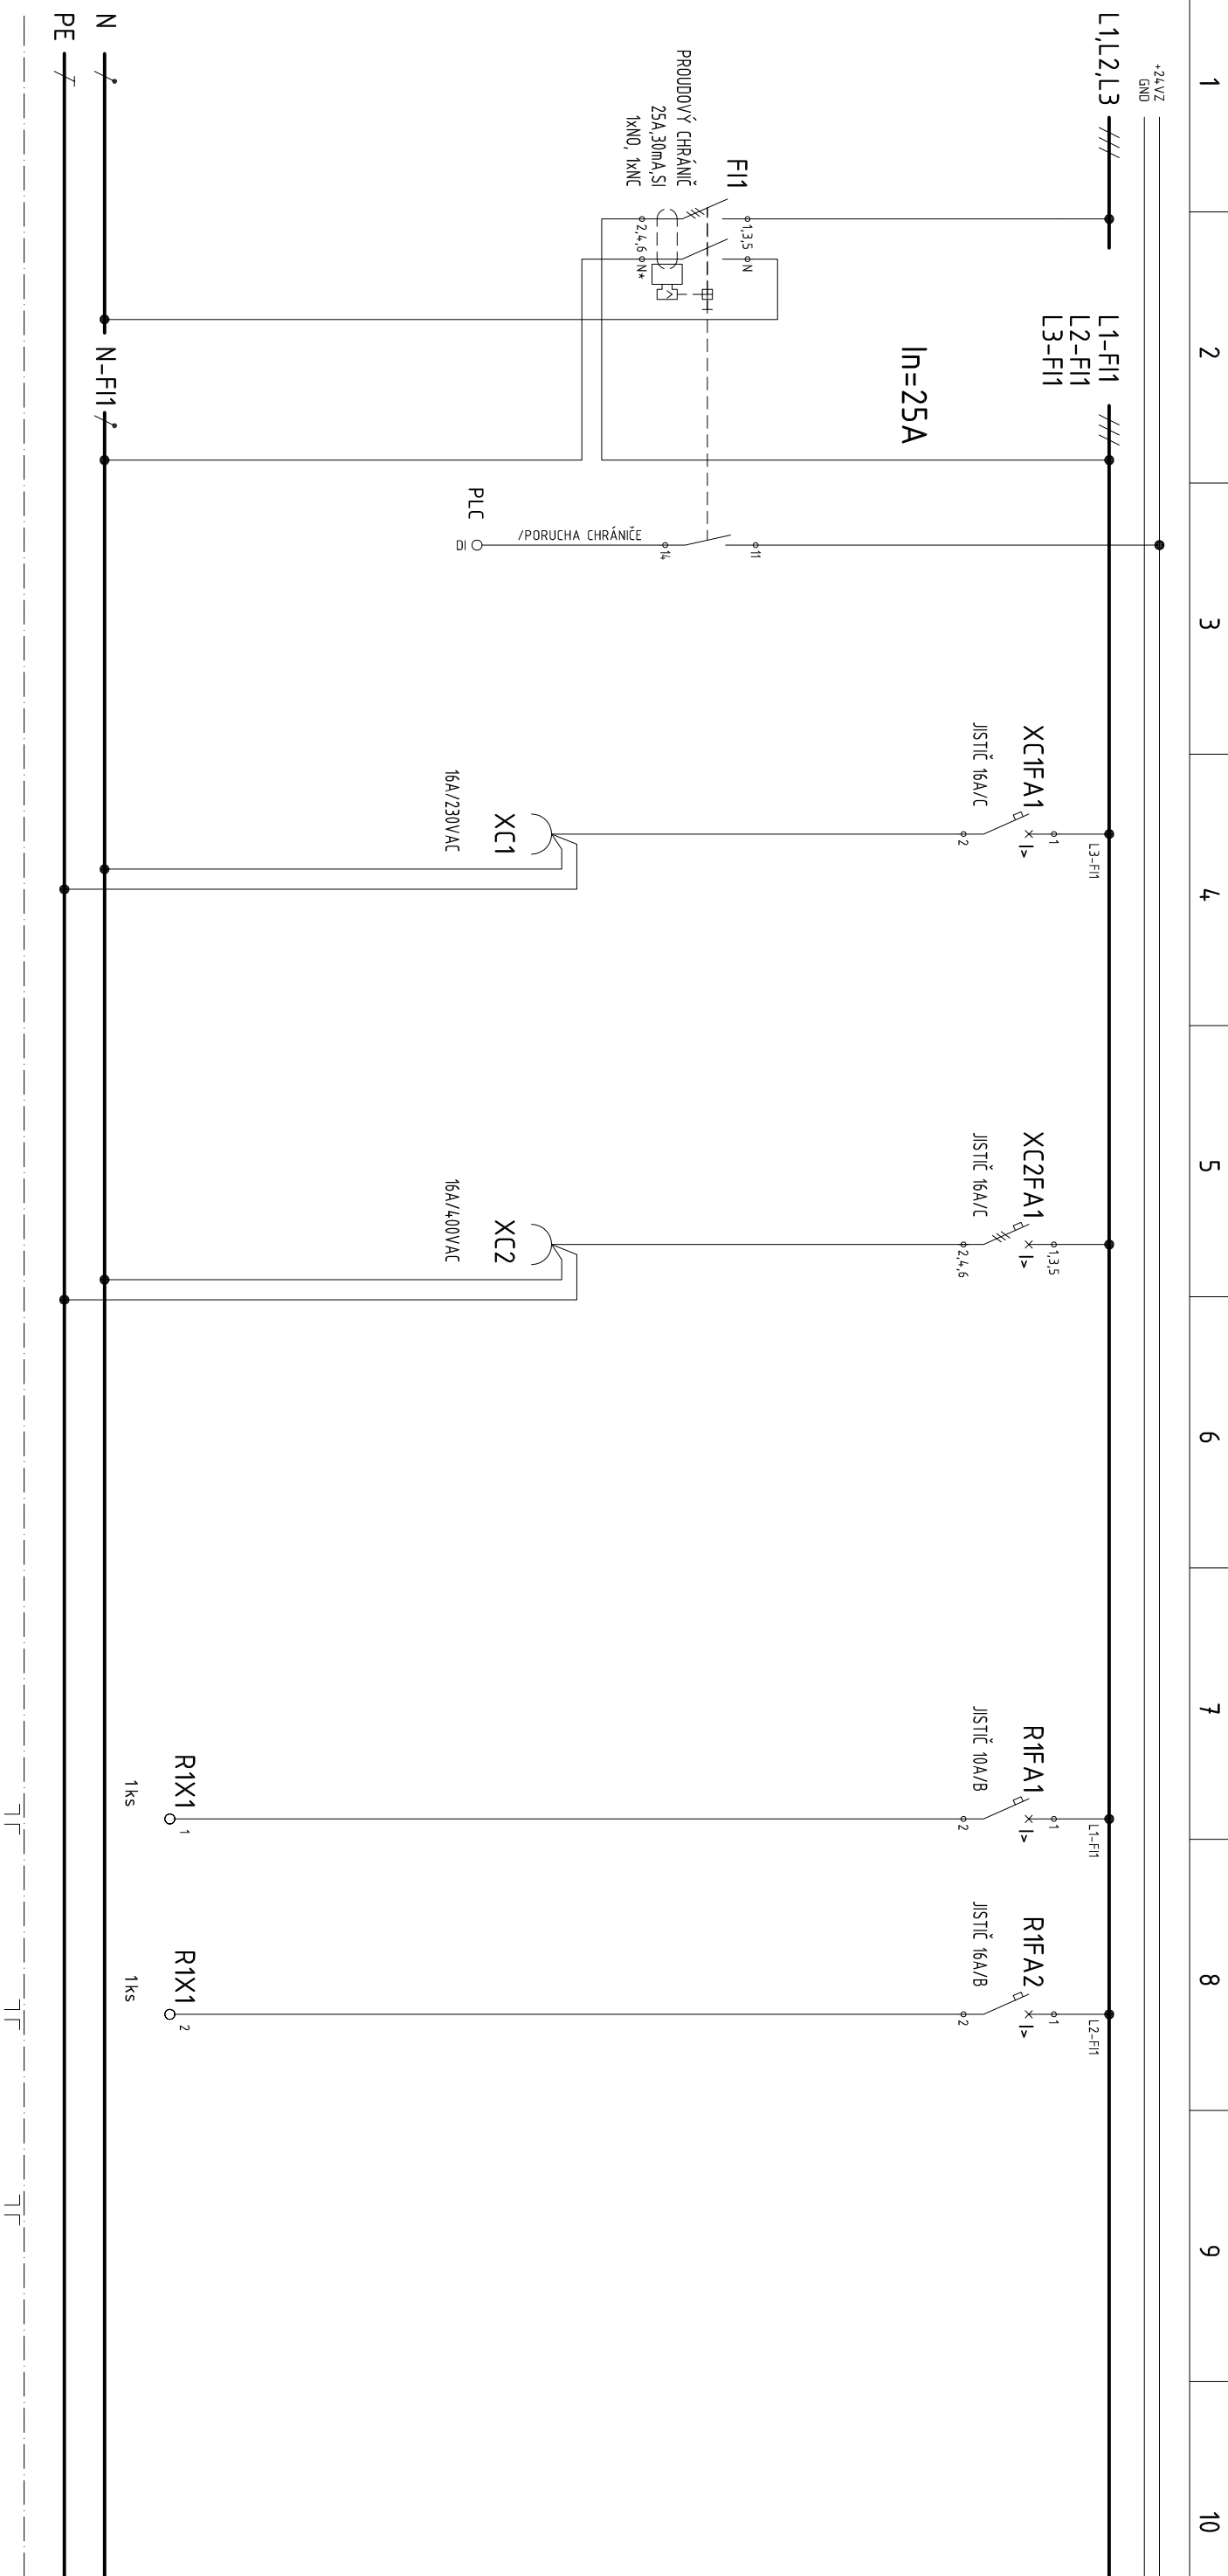 1
2
3
4
5
6
7
8
9
10
+24VZ
GND
L1,L2,L3
L1-FI1
L2-FI1
L3-FI1
In=25A
FI1
PROUDOVÝ CHRÁNIČ
25A,30mA,SI
1xNO, 1xNC
1,3,5
N
2,4,6
N*
11
14
/PORUCHA CHRÁNIČE
PLC
DI
XC1FA1
JISTIČ 16A/C
L3-FI1
1
I>
2
XC1
16A/230VAC
XC2FA1
JISTIČ 16A/C
1,3,5
I>
2,4,6
XC2
16A/400VAC
R1FA1
JISTIČ 10A/B
L1-FI1
1
I>
2
R1X1
1
1ks
R1FA2
JISTIČ 16A/B
L2-FI1
1
I>
2
R1X1
2
1ks
N
N-FI1
PE